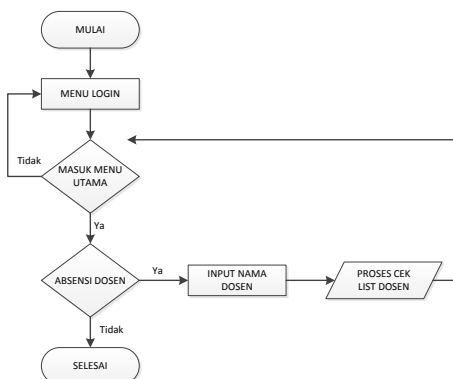 MULAI
MENU LOGIN
Tidak
MASUK MENU
UTAMA
Ya
ABSENSI DOSEN
Ya
INPUT NAMA
DOSEN
PROSES CEK
LIST DOSEN
Tidak
SELESAI